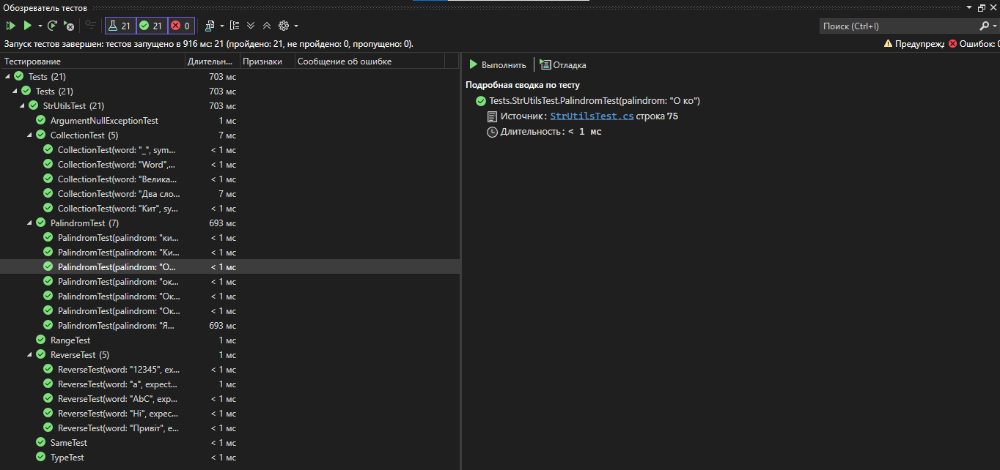 Обозреватель тестов
21 21 0
Поиск (Ctrl+I)
Запуск тестов завершен: тестов запущено в 916 мс: 21 (пройдено: 21, не пройдено: 0, пропущено: 0).
Предупрежд Ошибок: 0
Тестирование Длительн... Признаки Сообщение об ошибке
Tests (21) 703 мс
Tests (21) 703 мс
StrUtilsTest (21) 703 мс
ArgumentNullExceptionTest 1 мс
CollectionTest (5) 7 мс
CollectionTest(word: "_", sym... < 1 мс
CollectionTest(word: "Word",... < 1 мс
CollectionTest(word: "Велика... < 1 мс
CollectionTest(word: "Два сло... 7 мс
CollectionTest(word: "Кит", sy... < 1 мс
PalindromTest (7) 693 мс
PalindromTest(palindrom: "ки... < 1 мс
PalindromTest(palindrom: "Ки... < 1 мс
PalindromTest(palindrom: "О... < 1 мс
PalindromTest(palindrom: "ок... < 1 мс
PalindromTest(palindrom: "Ок... < 1 мс
PalindromTest(palindrom: "Ок... < 1 мс
PalindromTest(palindrom: "Я... 693 мс
RangeTest 1 мс
ReverseTest (5) 1 мс
ReverseTest(word: "12345", ex... < 1 мс
ReverseTest(word: "a", expect... 1 мс
ReverseTest(word: "AbC", exp... < 1 мс
ReverseTest(word: "Hi", expec... < 1 мс
ReverseTest(word: "Привіт", e... < 1 мс
SameTest < 1 мс
TypeTest < 1 мс
Выполнить Отладка
Подробная сводка по тесту
Tests.StrUtilsTest.PalindromTest(palindrom: "О ко")
Источник: StrUtilsTest.cs строка 75
Длительность: < 1 мс